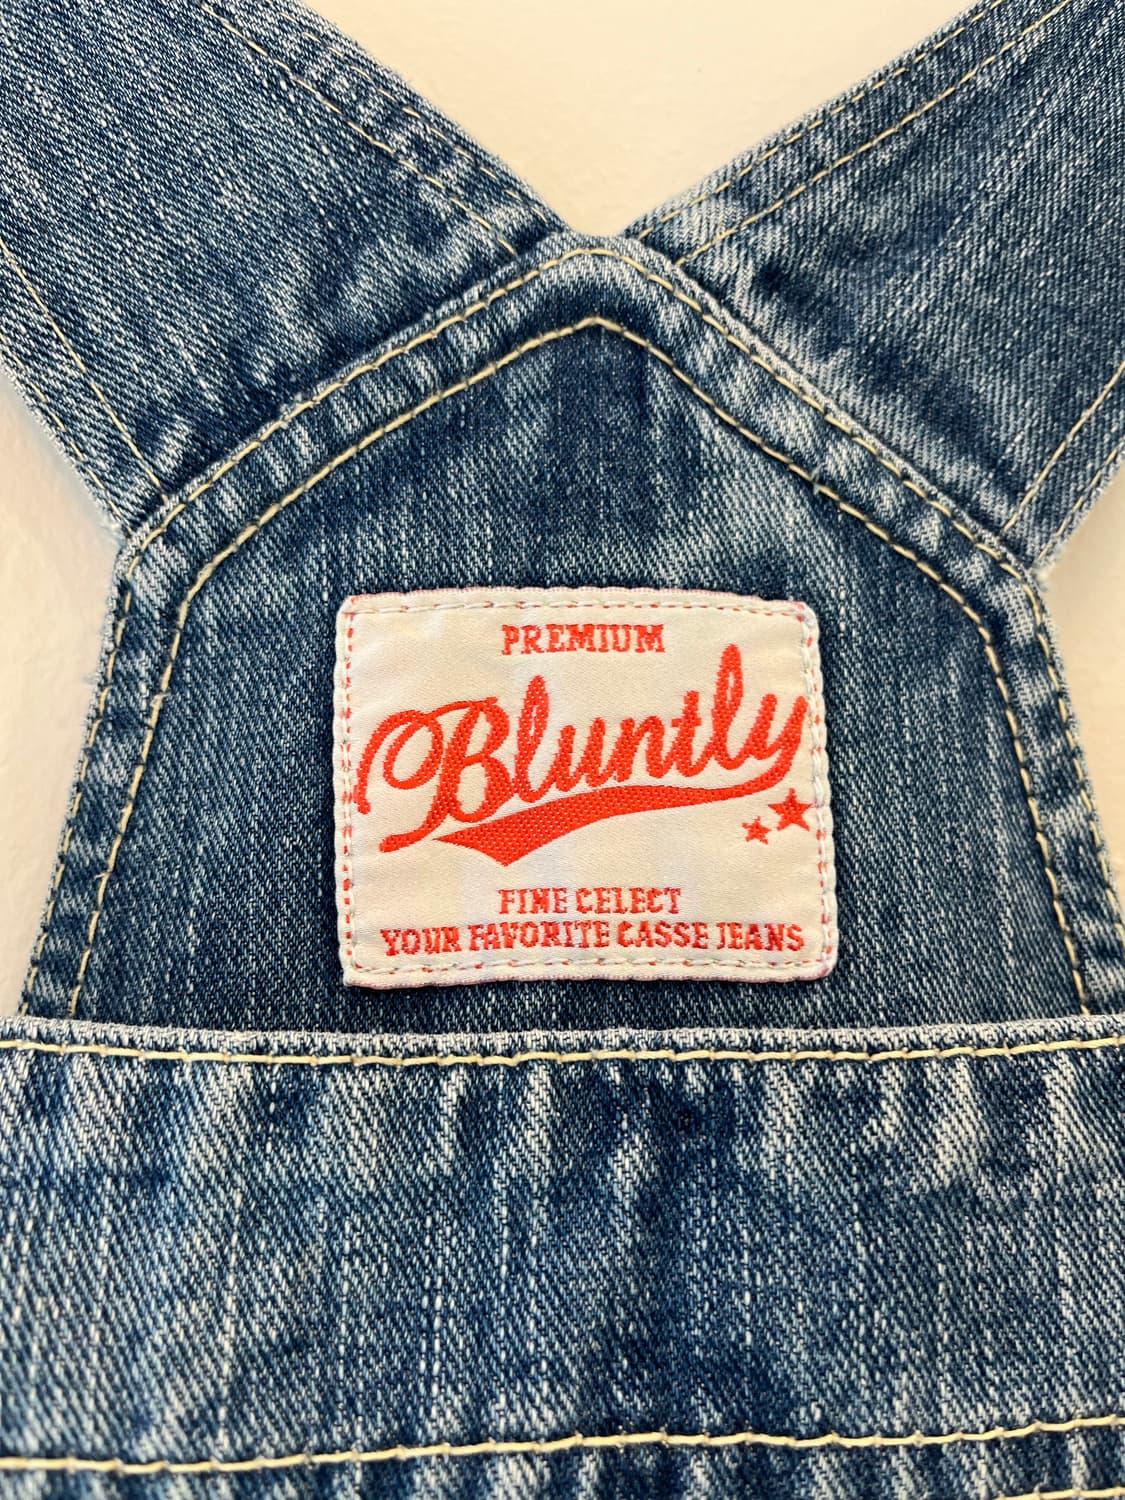 PREMIUM
Bluntly
FINE CELECT
YOUR FAVORITE CASSE JEANS